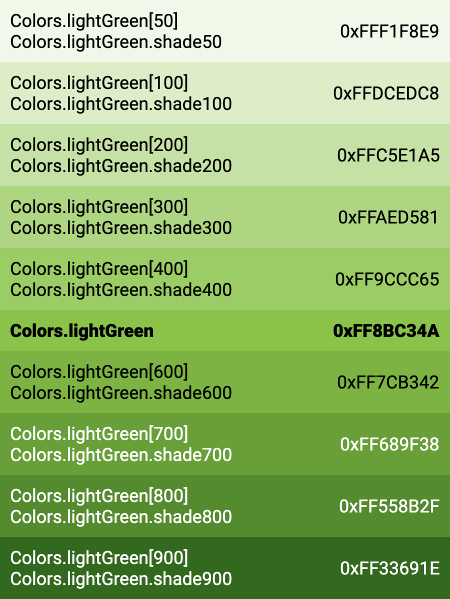 Colors.lightGreen[50]
Colors.lightGreen.shade50
0xFFF1F8E9
Colors.lightGreen[100]
Colors.lightGreen.shade100
0xFFDCEDC8
Colors.lightGreen[200]
Colors.lightGreen.shade200
0xFFC5E1A5
Colors.lightGreen[300]
Colors.lightGreen.shade300
0xFFAED581
Colors.lightGreen[400]
Colors.lightGreen.shade400
0xFF9CCC65
Colors.lightGreen
0xFF8BC34A
Colors.lightGreen[600]
Colors.lightGreen.shade600
0xFF7CB342
Colors.lightGreen[700]
Colors.lightGreen.shade700
0xFF689F38
Colors.lightGreen[800]
Colors.lightGreen.shade800
0xFF558B2F
Colors.lightGreen[900]
Colors.lightGreen.shade900
0xFF33691E